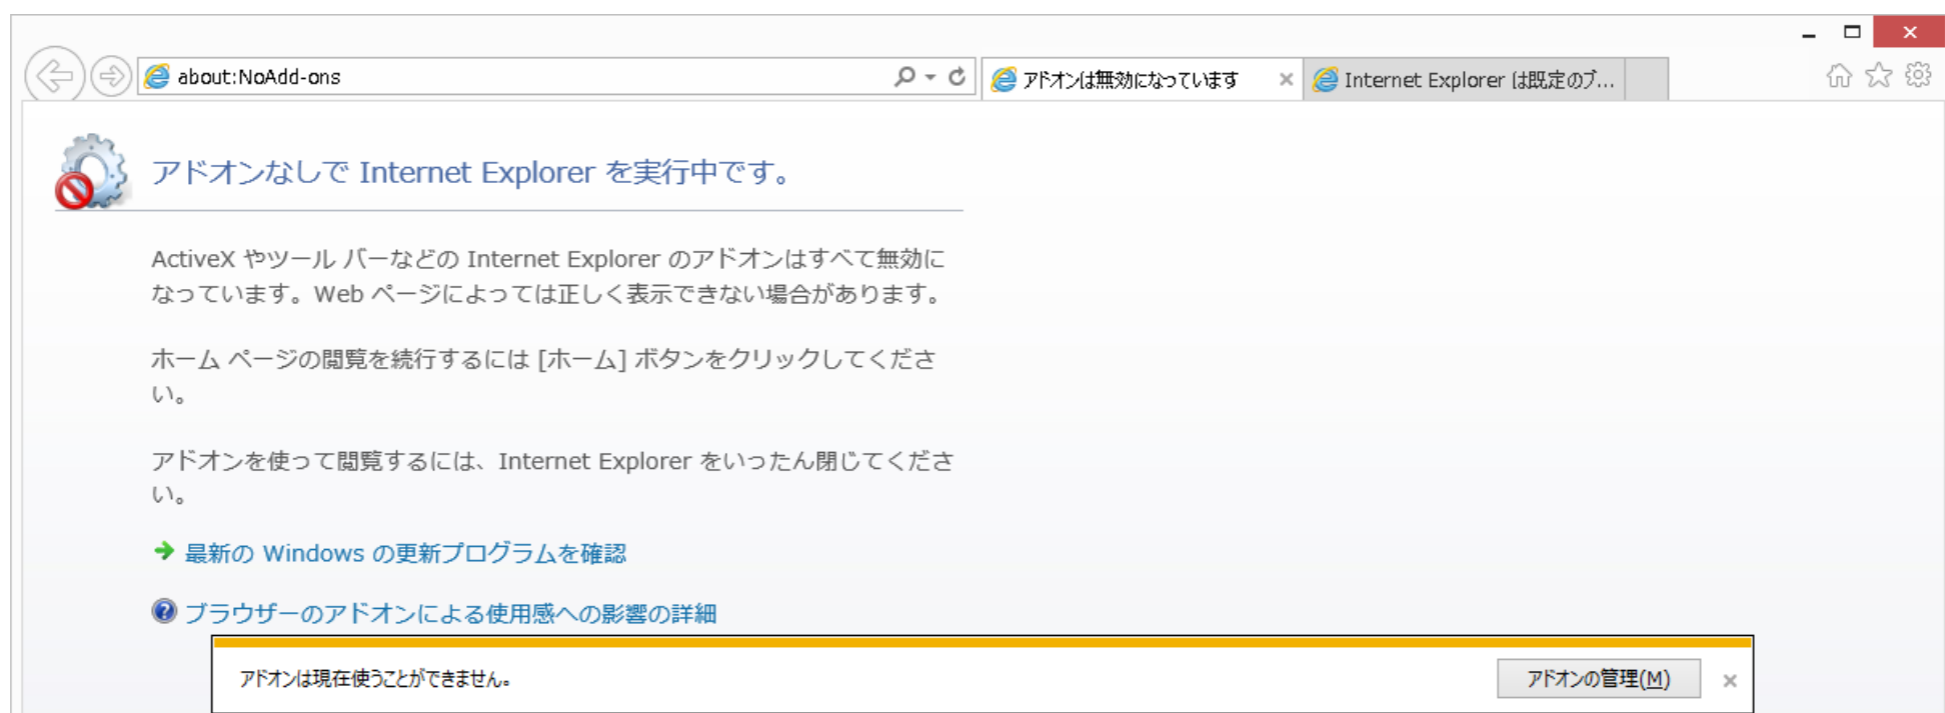 about:NoAdd-ons
アドオンは無効になっています
Internet Explorer は既定のブ...
アドオンなしで Internet Explorer を実行中です。
ActiveX やツール バーなどの Internet Explorer のアドオンはすべて無効に
なっています。Web ページによっては正しく表示できない場合があります。
ホーム ページの閲覧を続行するには [ホーム] ボタンをクリックしてくださ
い。
アドオンを使って閲覧するには、Internet Explorer をいったん閉じてくださ
い。
最新の Windows の更新プログラムを確認
ブラウザーのアドオンによる使用感への影響の詳細
アドオンは現在使うことができません。
アドオンの管理(M)